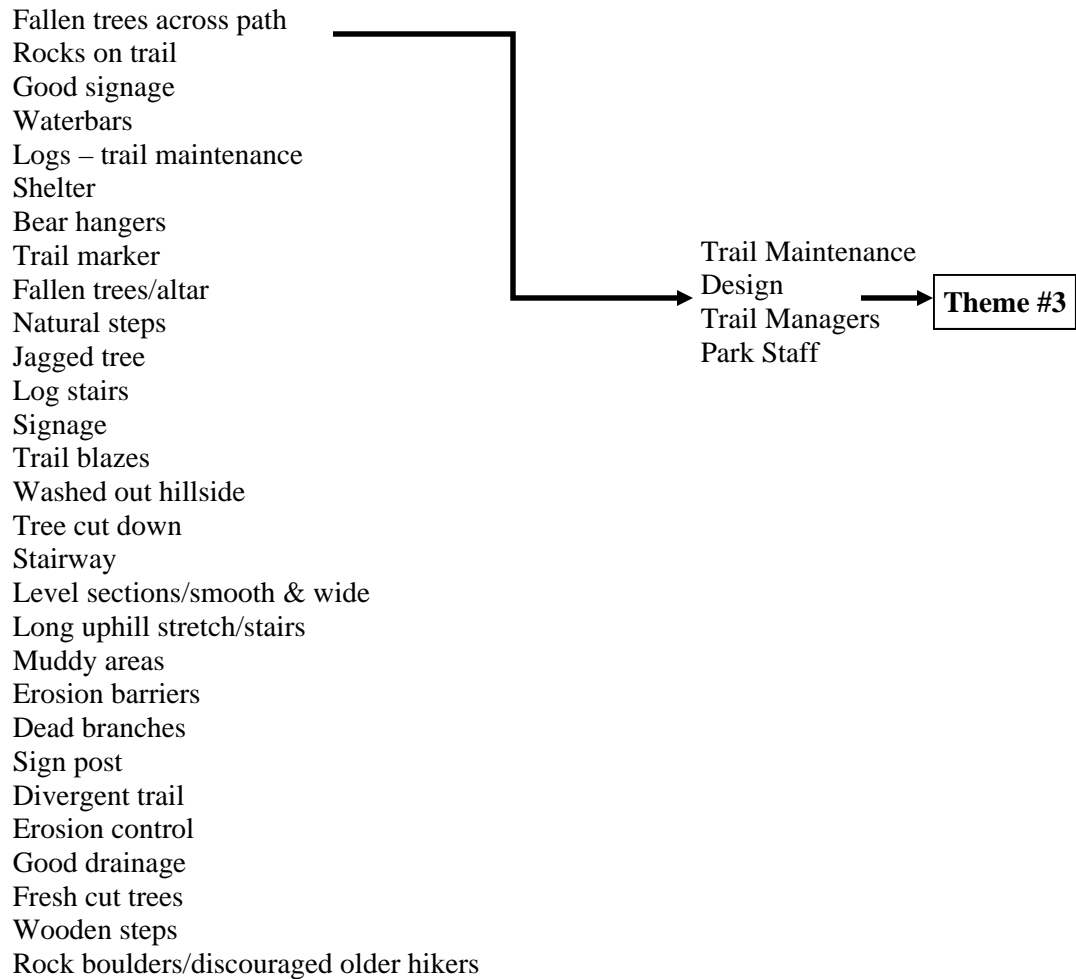 Fallen trees across path
Rocks on trail
Good signage
Waterbars
Logs – trail maintenance
Shelter
Bear hangers
Trail marker
Fallen trees/altar
Natural steps
Jagged tree
Log stairs
Signage
Trail blazes
Washed out hillside
Tree cut down
Stairway
Level sections/smooth & wide
Long uphill stretch/stairs
Muddy areas
Erosion barriers
Dead branches
Sign post
Divergent trail
Erosion control
Good drainage
Fresh cut trees
Wooden steps
Rock boulders/discouraged older hikers
Trail Maintenance
Design
Trail Managers
Park Staff
Theme #3